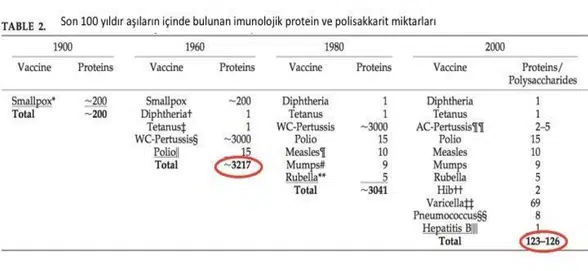 TABLE 2. Son 100 yıldır aşıların içinde bulunan imunolojik protein ve polisakkarit miktarları
1900 1960 1980 2000
Vaccine Proteins Vaccine Proteins Vaccine Proteins Vaccine Proteins/
Polysaccharides
Smallpox* ~200 Smallpox ~200 Diphtheria 1 Diphtheria 1
Total ~200 Diphtheria† 1 Tetanus 1 Tetanus 1
Tetanus‡ 1 WC-Pertussis ~3000 AC-Pertussis¶¶ 2–5
WC-Pertussis§ ~3000 Polio 15 Polio 15
Polio‖ 15 Measles¶ 10 Measles 10
Total ~3217 Mumps# 9 Mumps 9
Rubella** 5 Rubella 5
Total ~3041 Hib†† 2
Varicella‡‡ 69
Pneumococcus§§ 8
Hepatitis B‖‖ 1
Total 123–126